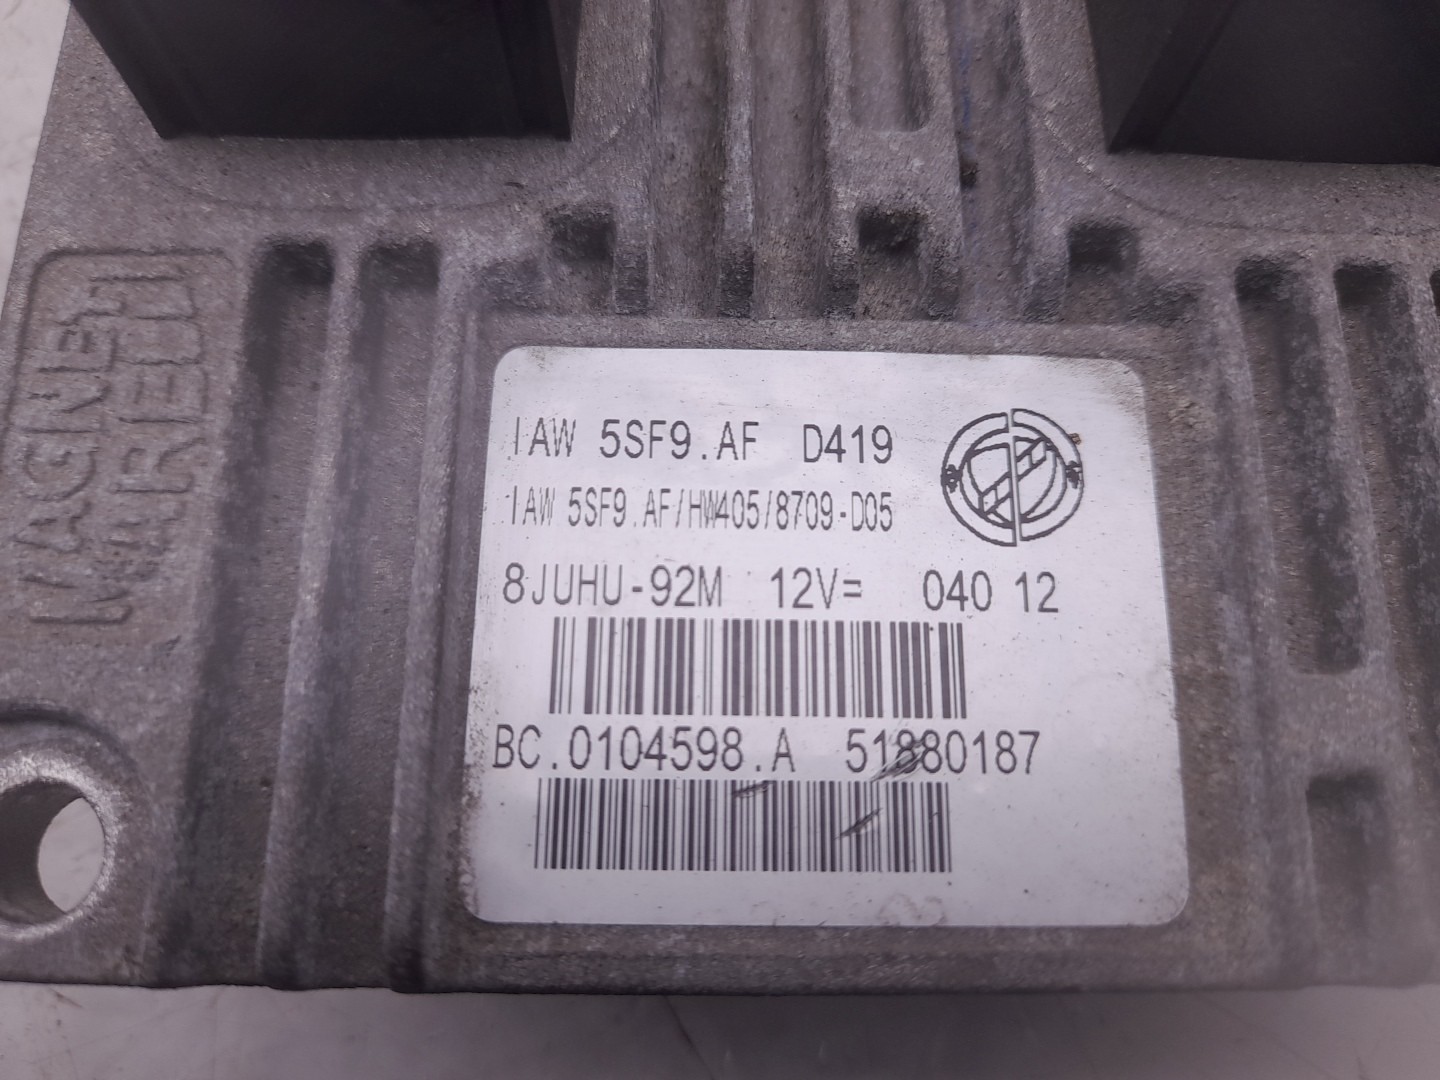 MAGNETI
MARELLI
IAW 5SF9.AF D419
IAW 5SF9.AF/HW405/8709-D05
8JUHU-92M 12V= 040 12
BC.0104598.A 51880187